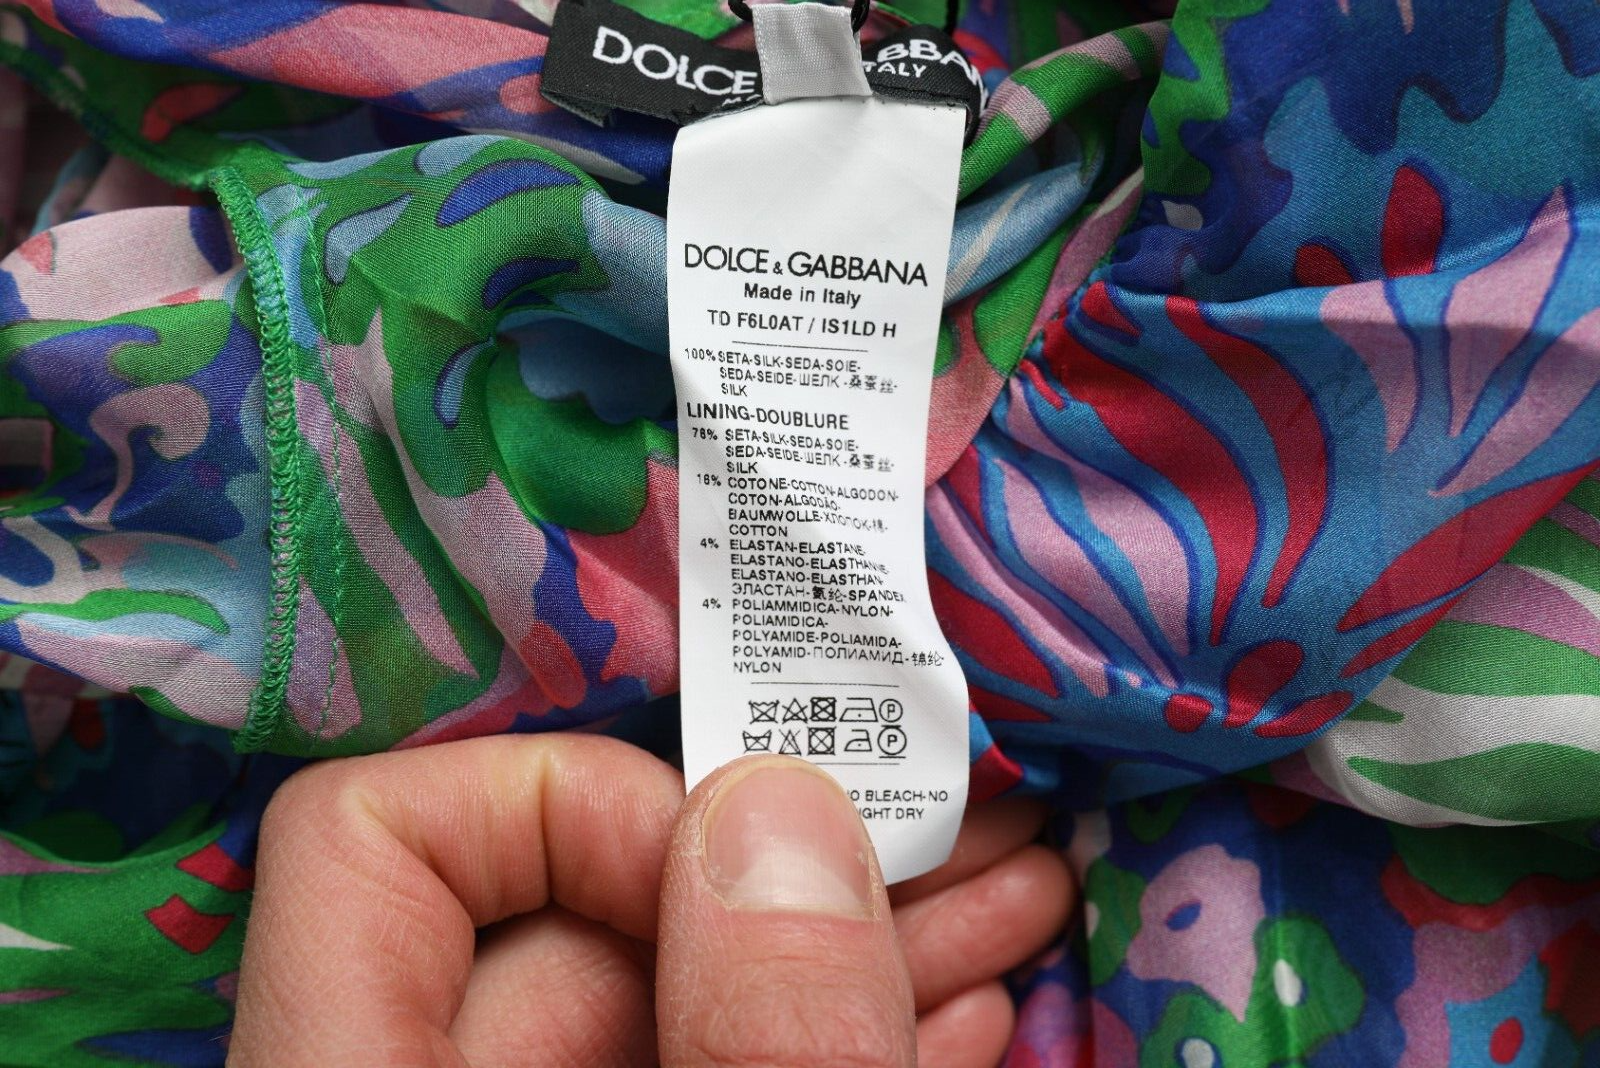 DOLCE BBA
ITALY
DOLCE & GABBANA
Made in Italy
TD F6L0AT / IS1LD H
100% SETA-SILK-SEDA-SOIE-
SEDA-SEIDE-ШЕЛК-桑蚕丝-
SILK
LINING-DOUBLURE
78% SETA-SILK-SEDA-SOIE-
SEDA-SEIDE-ШЕЛК-桑蚕丝-
SILK
16% COTONE-COTTON-ALGODON-
COTON-ALGODÃO-
BAUMWOLLE-ХЛОПОК-棉-
COTTON
4% ELASTAN-ELASTANE-
ELASTANO-ELASTHANNE-
ELASTANO-ELASTHAN-
ЭЛАСТАН-氨纶-SPANDEX
4% POLIAMMIDICA-NYLON-
POLIAMIDICA-
POLYAMIDE-POLIAMIDA-
POLYAMID-ПОЛИАМИД-锦纶-
NYLON
P
P
BLEACH-NO
DRY